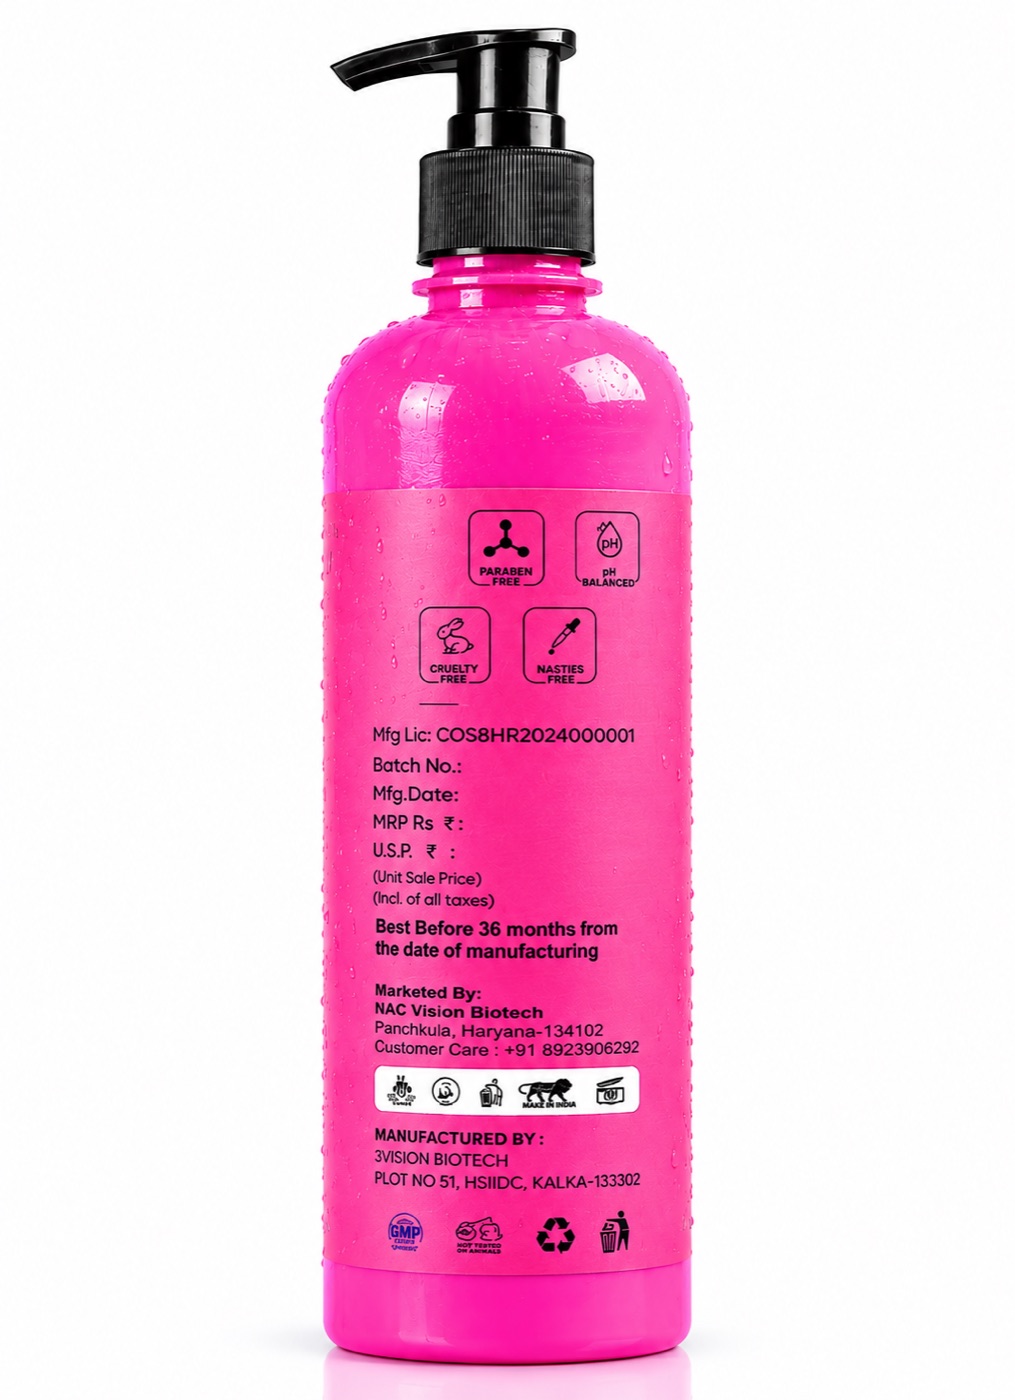 PARABEN
FREE
pH
pH
BALANCED
CRUELTY
FREE
NASTIES
FREE
Mfg Lic: COS8HR2024000001
Batch No.:
Mfg.Date:
MRP Rs ₹ :
U.S.P. ₹ :
(Unit Sale Price)
(Incl. of all taxes)
Best Before 36 months from
the date of manufacturing
Marketed By:
NAC Vision Biotech
Panchkula, Haryana-134102
Customer Care : +91 8923906292
MAKE IN INDIA
MANUFACTURED BY :
3VISION BIOTECH
PLOT NO 51, HSIIDC, KALKA-133302
GMP
NOT TESTED
ON ANIMALS